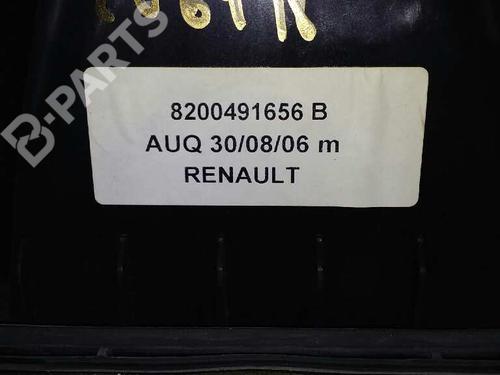 8200491656 B
AUQ 30/08/06 m
RENAULT
B-PARTS